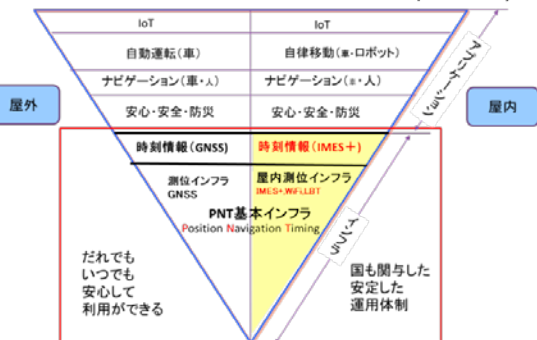 IoT
IoT
自動運転(車)
自律移動(車・ロボット)
ナビゲーション(車・人)
ナビゲーション(車・人)
安心・安全・防災
安心・安全・防災
屋外
屋内
アプリケーション
時刻情報(GNSS)
時刻情報(IMES+)
測位インフラ
GNSS
屋内測位インフラ
IMES+,WiFi,LBT
PNT基本インフラ
Position Navigation Timing
インフラ
だれでも
いつでも
安心して
利用ができる
国も関与した
安定した
運用体制